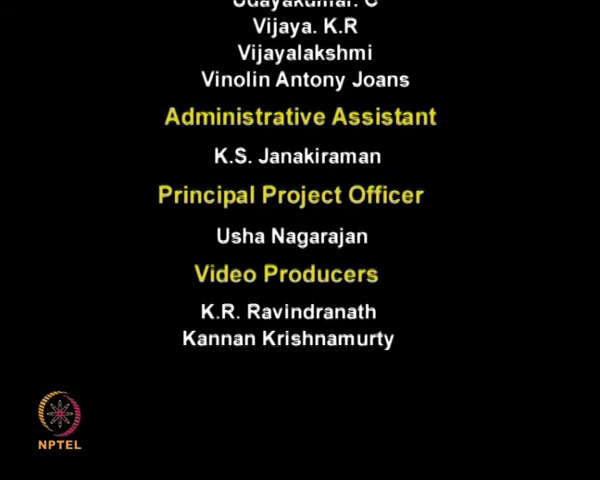 Udayakumar. C
Vijaya. K.R
Vijayalakshmi
Vinolin Antony Joans
Administrative Assistant
K.S. Janakiraman
Principal Project Officer
Usha Nagarajan
Video Producers
K.R. Ravindranath
Kannan Krishnamurty
NPTEL